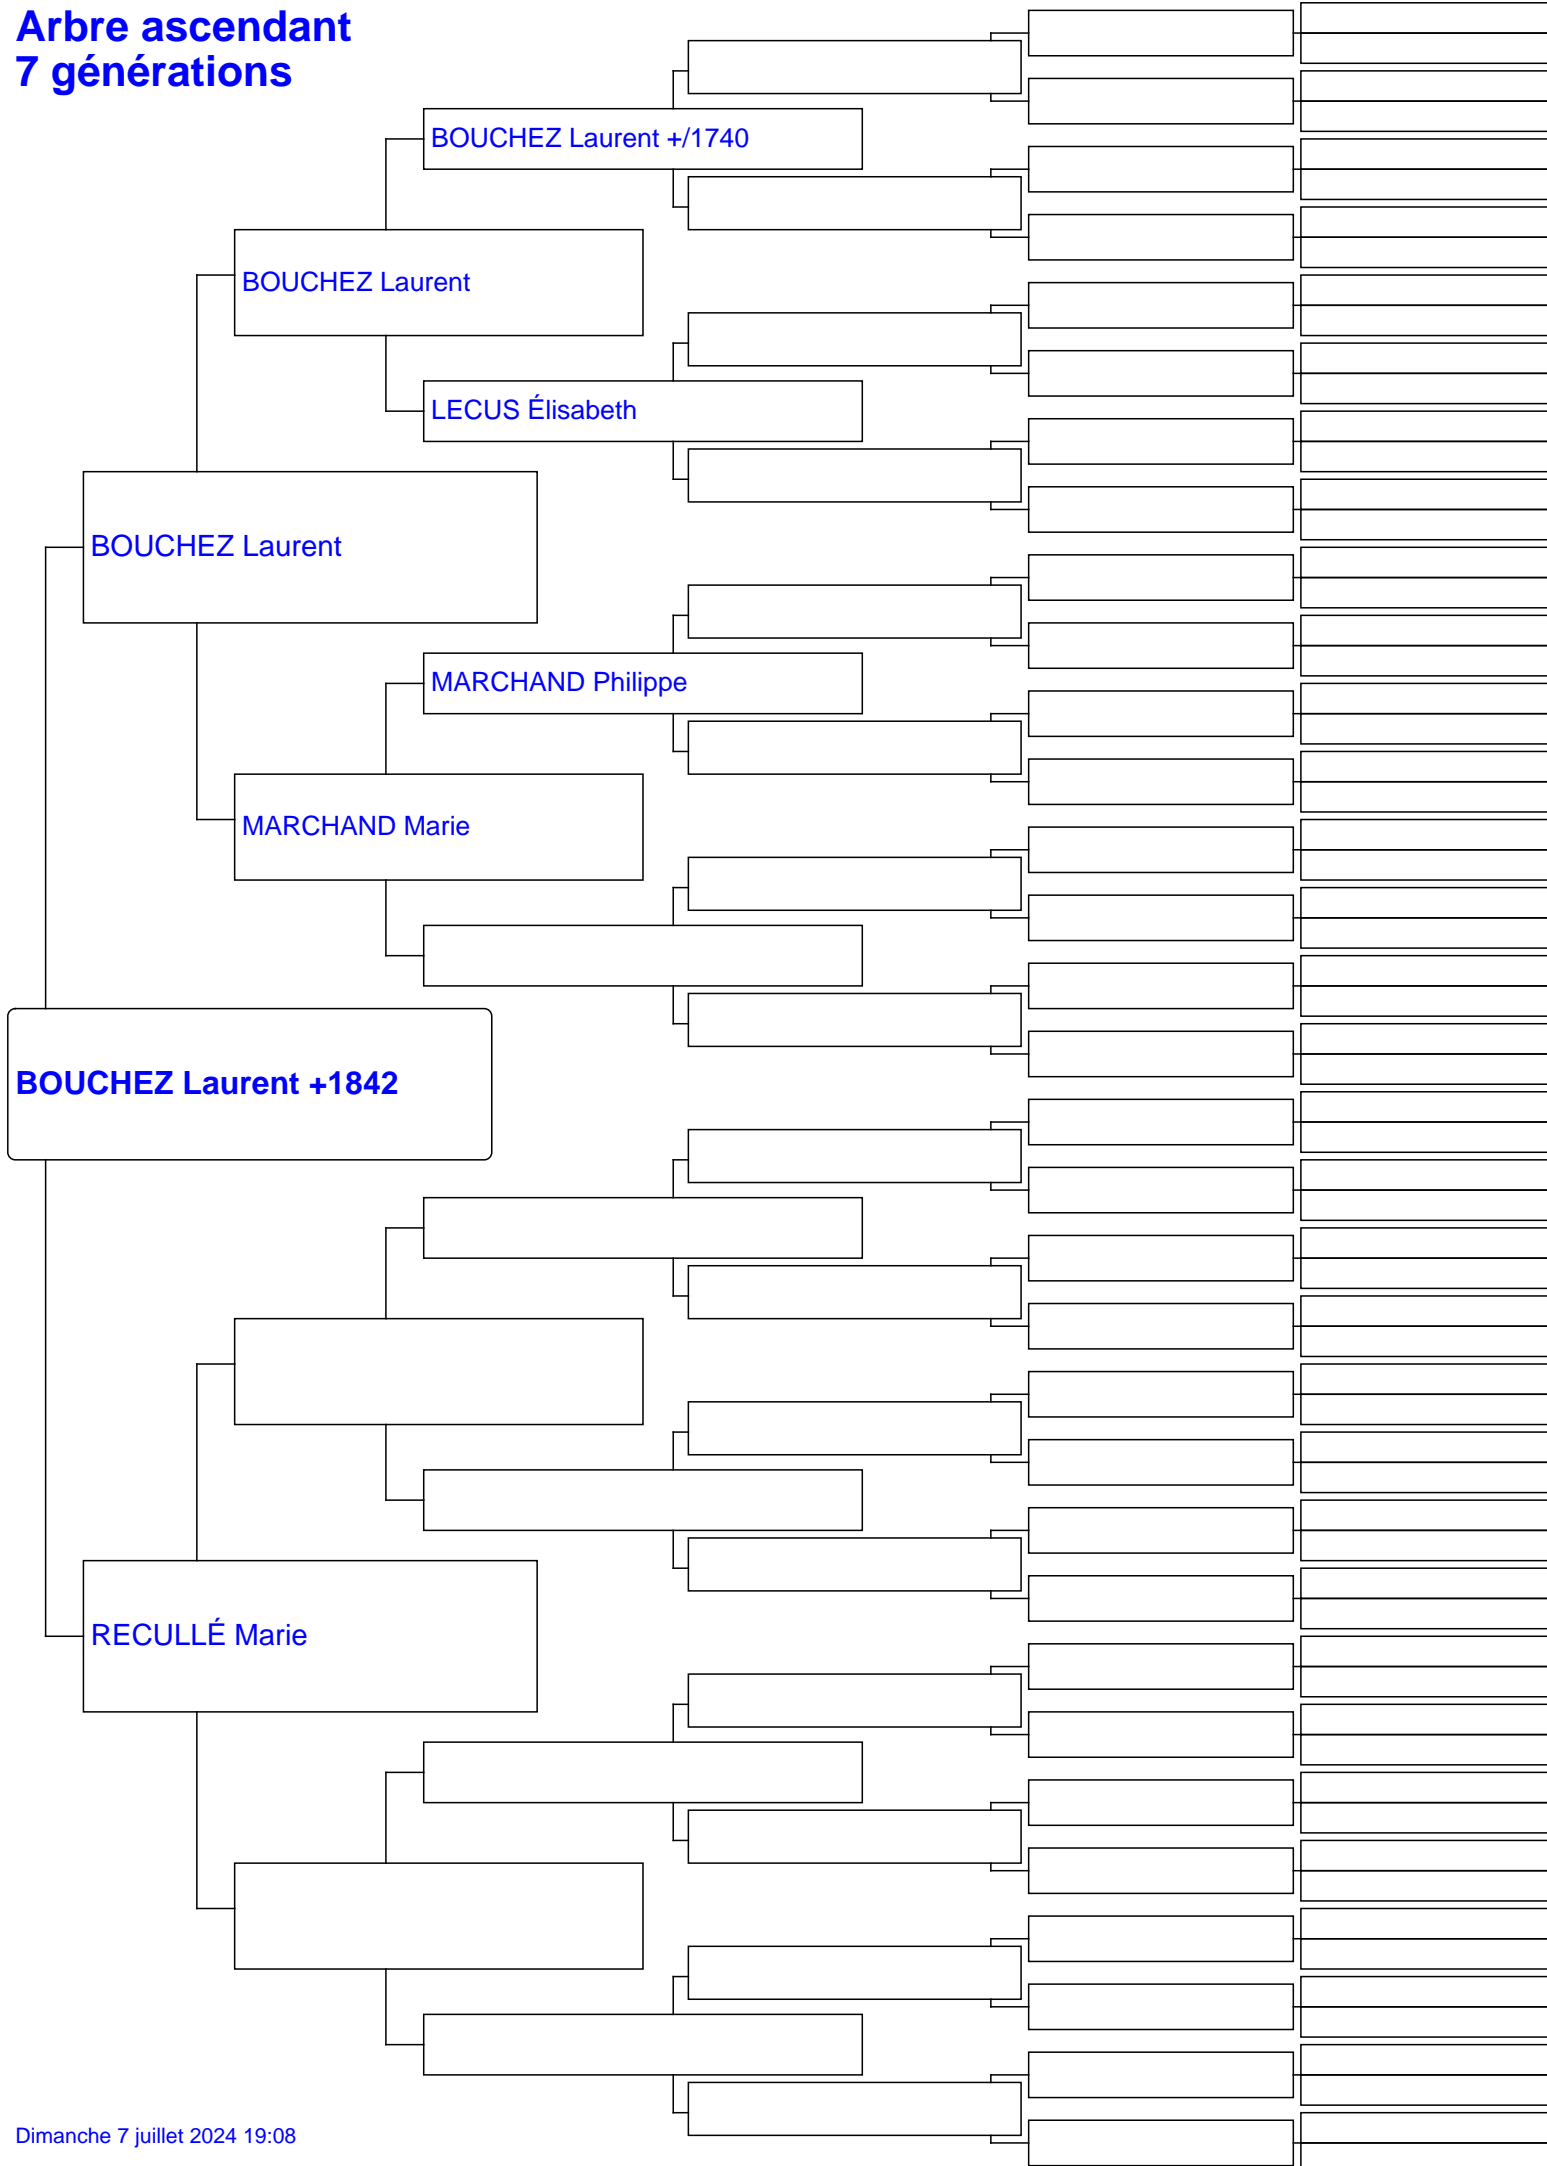 Arbre ascendant
7 générations
BOUCHEZ Laurent +/1740
BOUCHEZ Laurent
LECUS Élisabeth
BOUCHEZ Laurent
MARCHAND Philippe
MARCHAND Marie
BOUCHEZ Laurent +1842
RECULLÉ Marie
Dimanche 7 juillet 2024 19:08